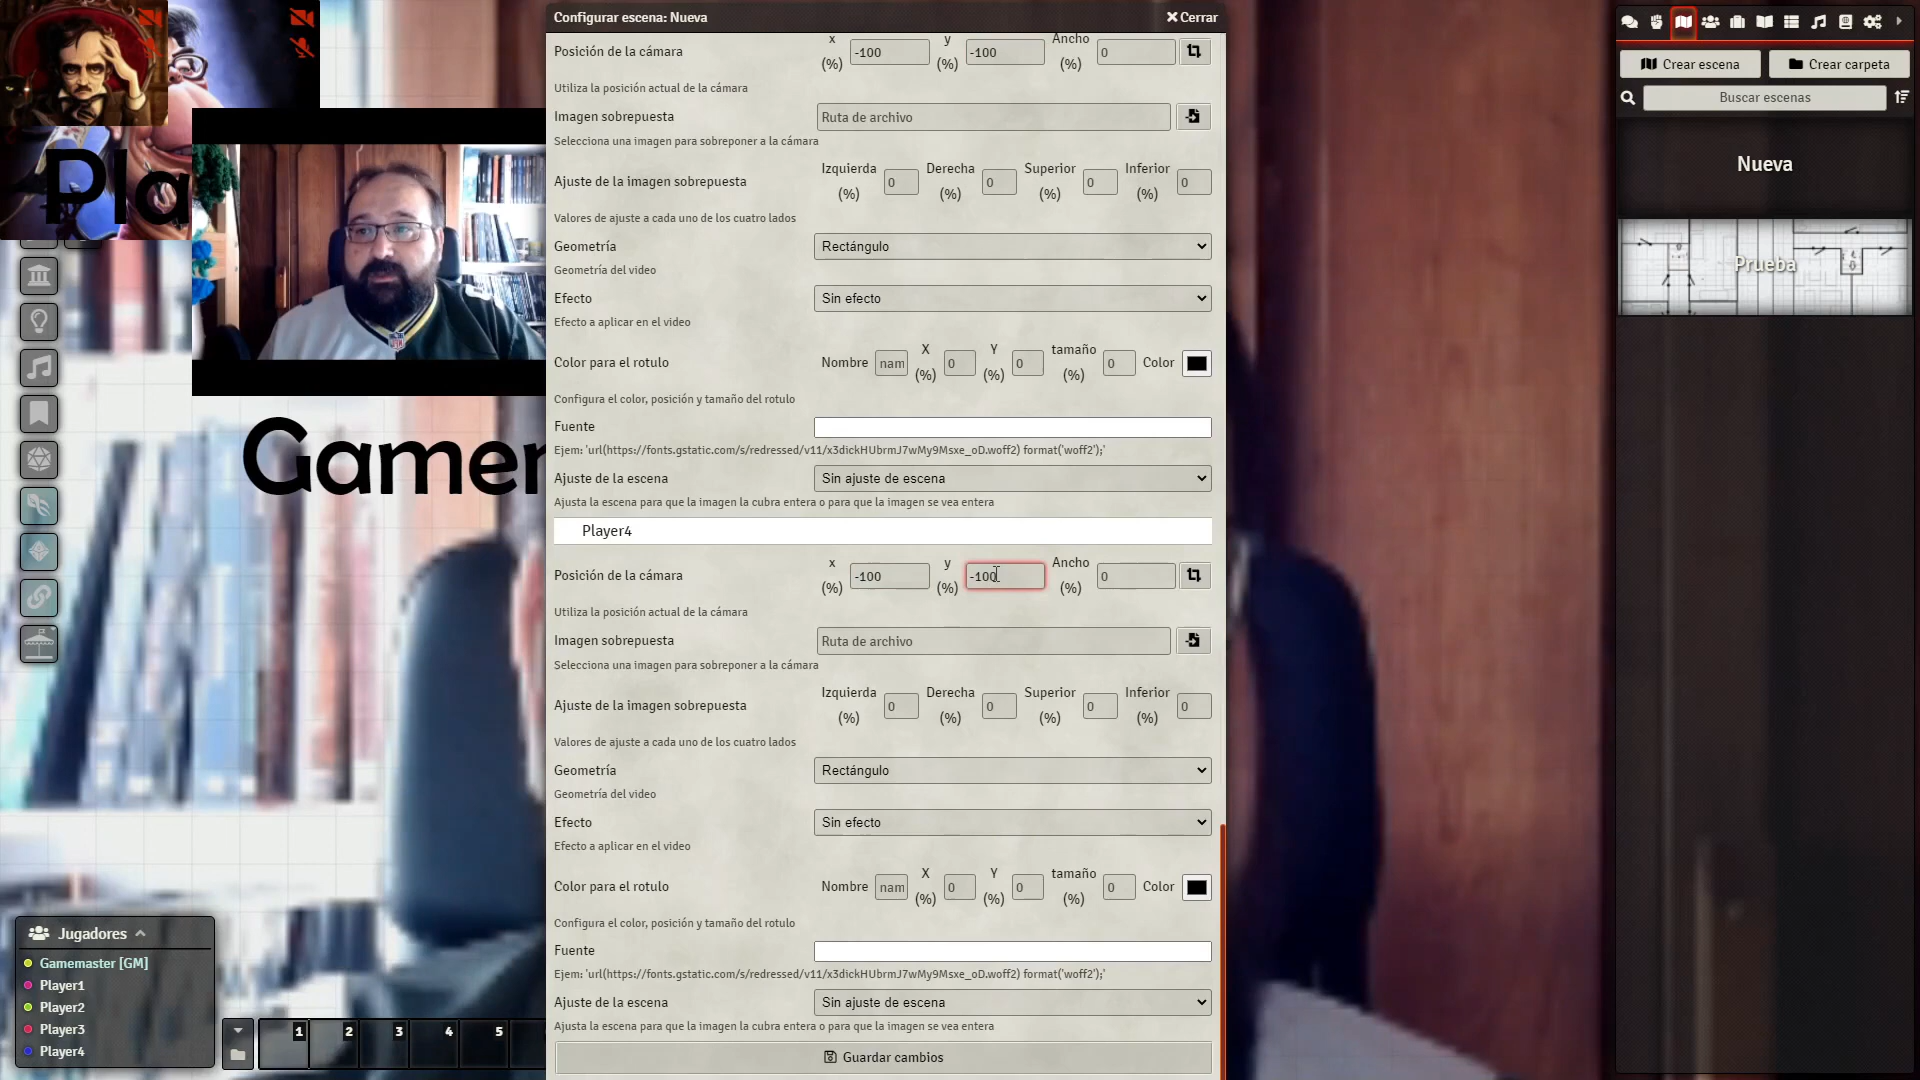 Configurar escena: Nueva
Cerrar
Posición de la cámara
x (%)
-100
y (%)
-100
Ancho (%)
0
Utiliza la posición actual de la cámara
Imagen sobrepuesta
Ruta de archivo
Selecciona una imagen para sobreponer a la cámara
Ajuste de la imagen sobrepuesta
Izquierda (%)
0
Derecha (%)
0
Superior (%)
0
Inferior (%)
0
Valores de ajuste a cada uno de los cuatro lados
Geometría
Rectángulo
Geometría del video
Efecto
Sin efecto
Efecto a aplicar en el video
Color para el rotulo
Nombre
nam
X (%)
0
Y (%)
0
tamaño (%)
0
Color
Configura el color, posición y tamaño del rotulo
Fuente
Ejem: 'url(https://fonts.gstatic.com/s/redressed/v11/x3dickHUbrmJ7wMy9Msxe_oD.woff2) format('woff2');'
Ajuste de la escena
Sin ajuste de escena
Ajusta la escena para que la imagen la cubra entera o para que la imagen se vea entera
Player4
Posición de la cámara
x (%)
-100
y (%)
-100
Ancho (%)
0
Utiliza la posición actual de la cámara
Imagen sobrepuesta
Ruta de archivo
Selecciona una imagen para sobreponer a la cámara
Ajuste de la imagen sobrepuesta
Izquierda (%)
0
Derecha (%)
0
Superior (%)
0
Inferior (%)
0
Valores de ajuste a cada uno de los cuatro lados
Geometría
Rectángulo
Geometría del video
Efecto
Sin efecto
Efecto a aplicar en el video
Color para el rotulo
Nombre
nam
X (%)
0
Y (%)
0
tamaño (%)
0
Color
Configura el color, posición y tamaño del rotulo
Fuente
Ejem: 'url(https://fonts.gstatic.com/s/redressed/v11/x3dickHUbrmJ7wMy9Msxe_oD.woff2) format('woff2');'
Ajuste de la escena
Sin ajuste de escena
Ajusta la escena para que la imagen la cubra entera o para que la imagen se vea entera
Guardar cambios
Pla
Gamer
NFL
Jugadores
Gamemaster [GM]
Player1
Player2
Player3
Player4
1 2 3 4 5
Crear escena
Crear carpeta
Buscar escenas
Nueva
Prueba